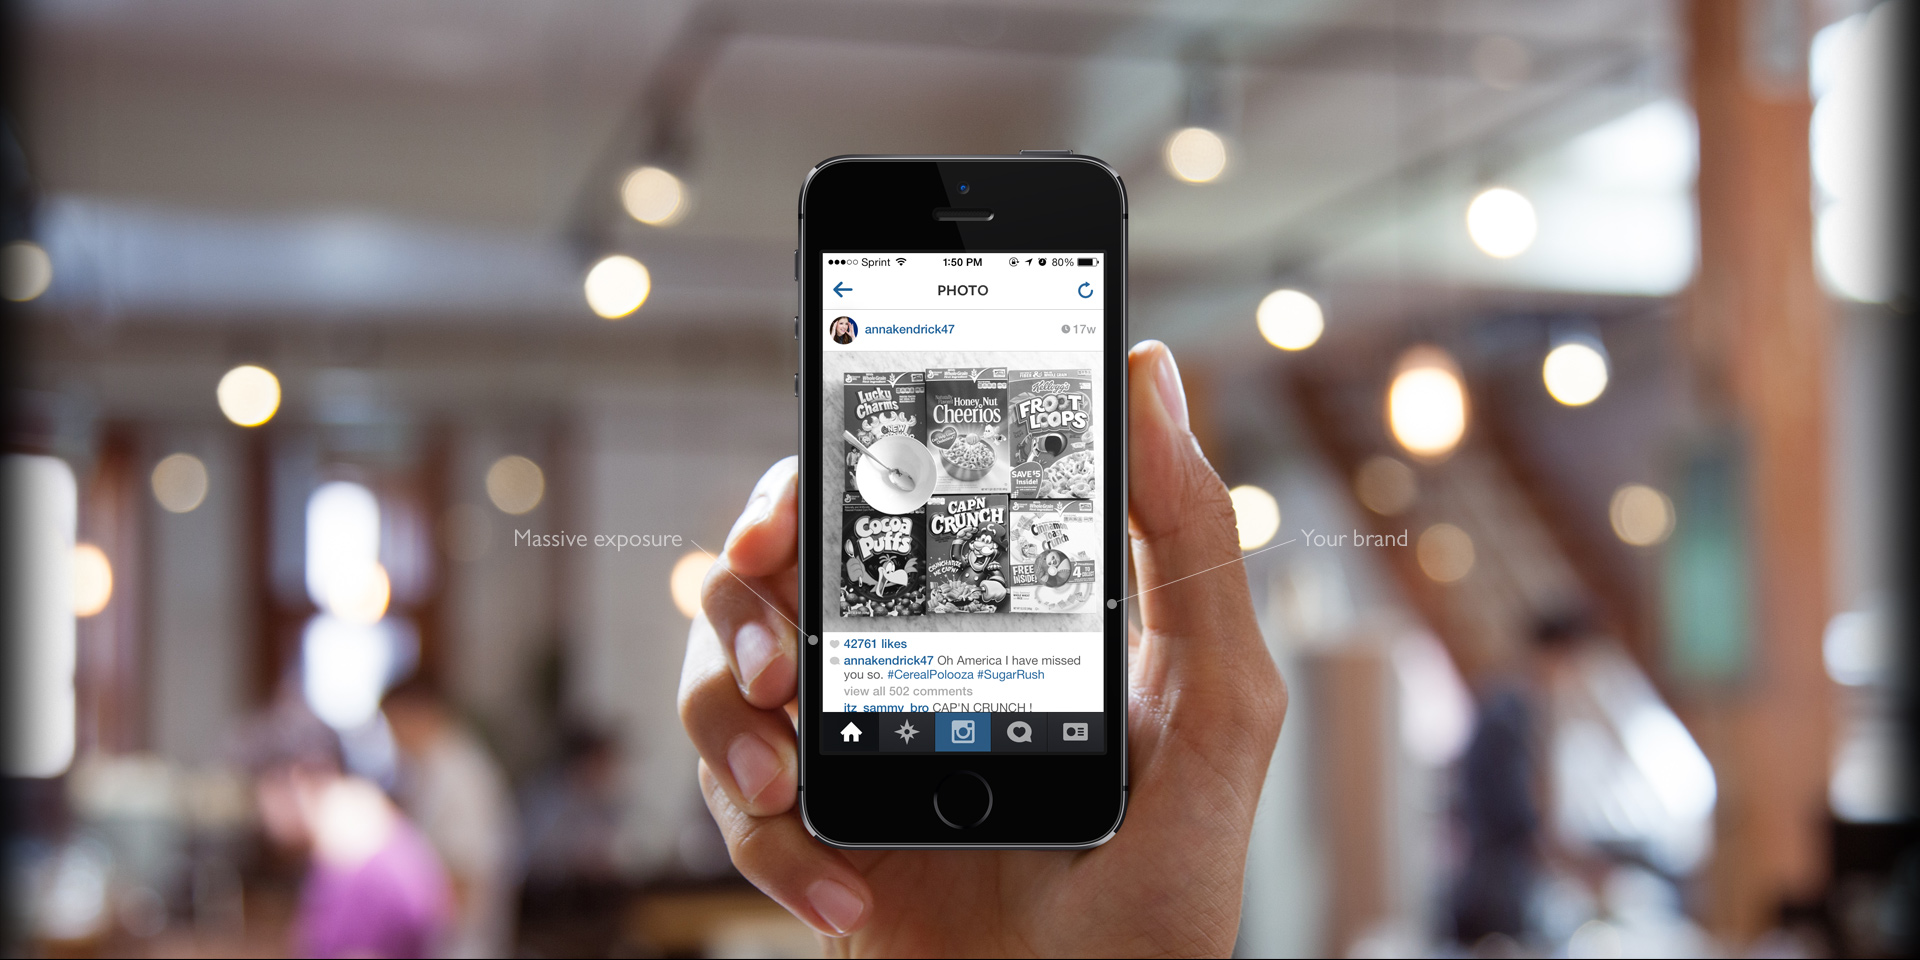 Sprint 1:50 PM 80%
PHOTO
annakendrick47 17w
Lucky Charms
Honey Nut Cheerios
Kellogg's FROOT LOOPS
NEW
SAVE $5 Inside!
Cocoa Puffs
CAP'N CRUNCH
Cinnamon Toast Crunch
FREE INSIDE!
4
Massive exposure
Your brand
42761 likes
annakendrick47 Oh America I have missed
you so. #CerealPolooza #SugarRush
view all 502 comments
itz_sammy_bro CAP'N CRUNCH !